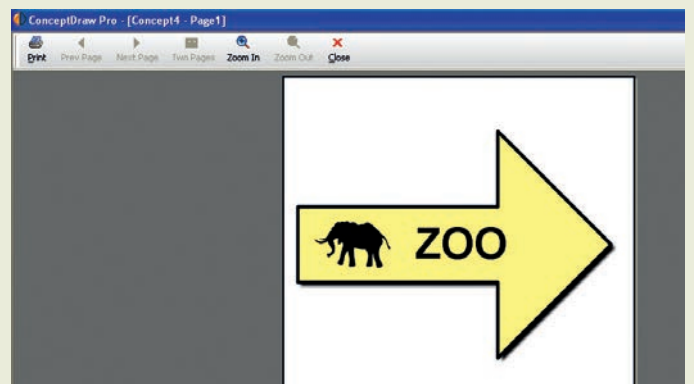 ConceptDraw Pro - [Concept4 - Page1]
Print Prev Page Next Page Two Pages Zoom In Zoom Out Close
ZOO